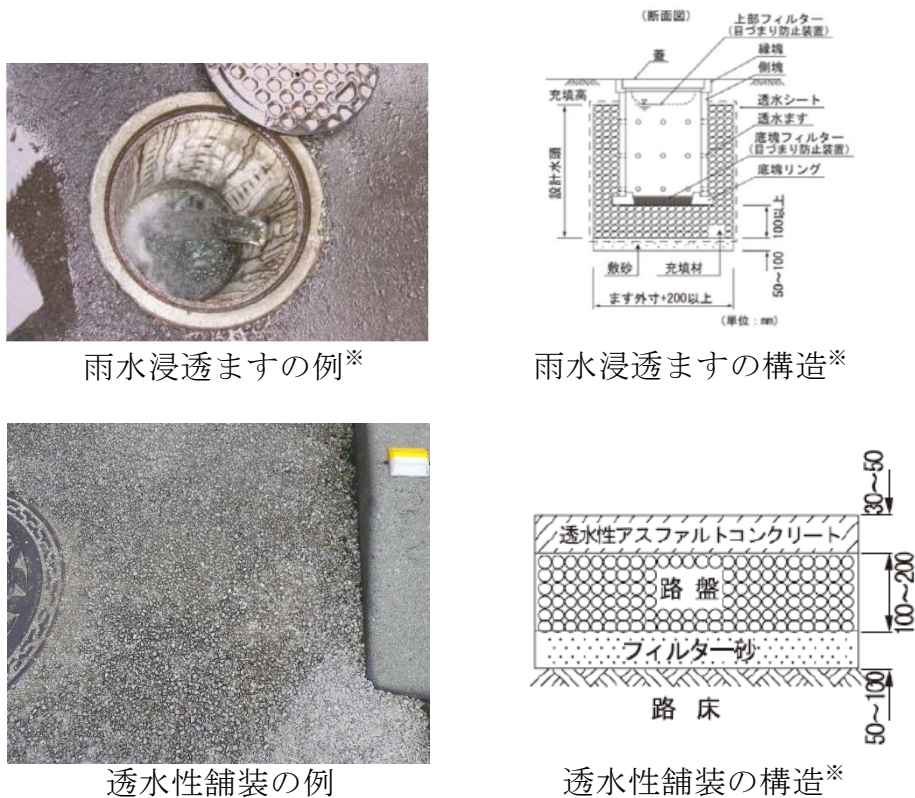 (断面図)
上部フィルター
(目づまり防止装置)
蓋
縁塊
側塊
充填高
透水シート
透水ます
底塊フィルター
(目づまり防止装置)
底塊リング
設計水頭
100以上
敷砂
充填材
50~100
ます外寸+200以上
(単位:mm)
雨水浸透ますの例※
雨水浸透ますの構造※
30~50
透水性アスファルトコンクリート
路盤
100~200
フィルター砂
路床
50~100
透水性舗装の例
透水性舗装の構造※